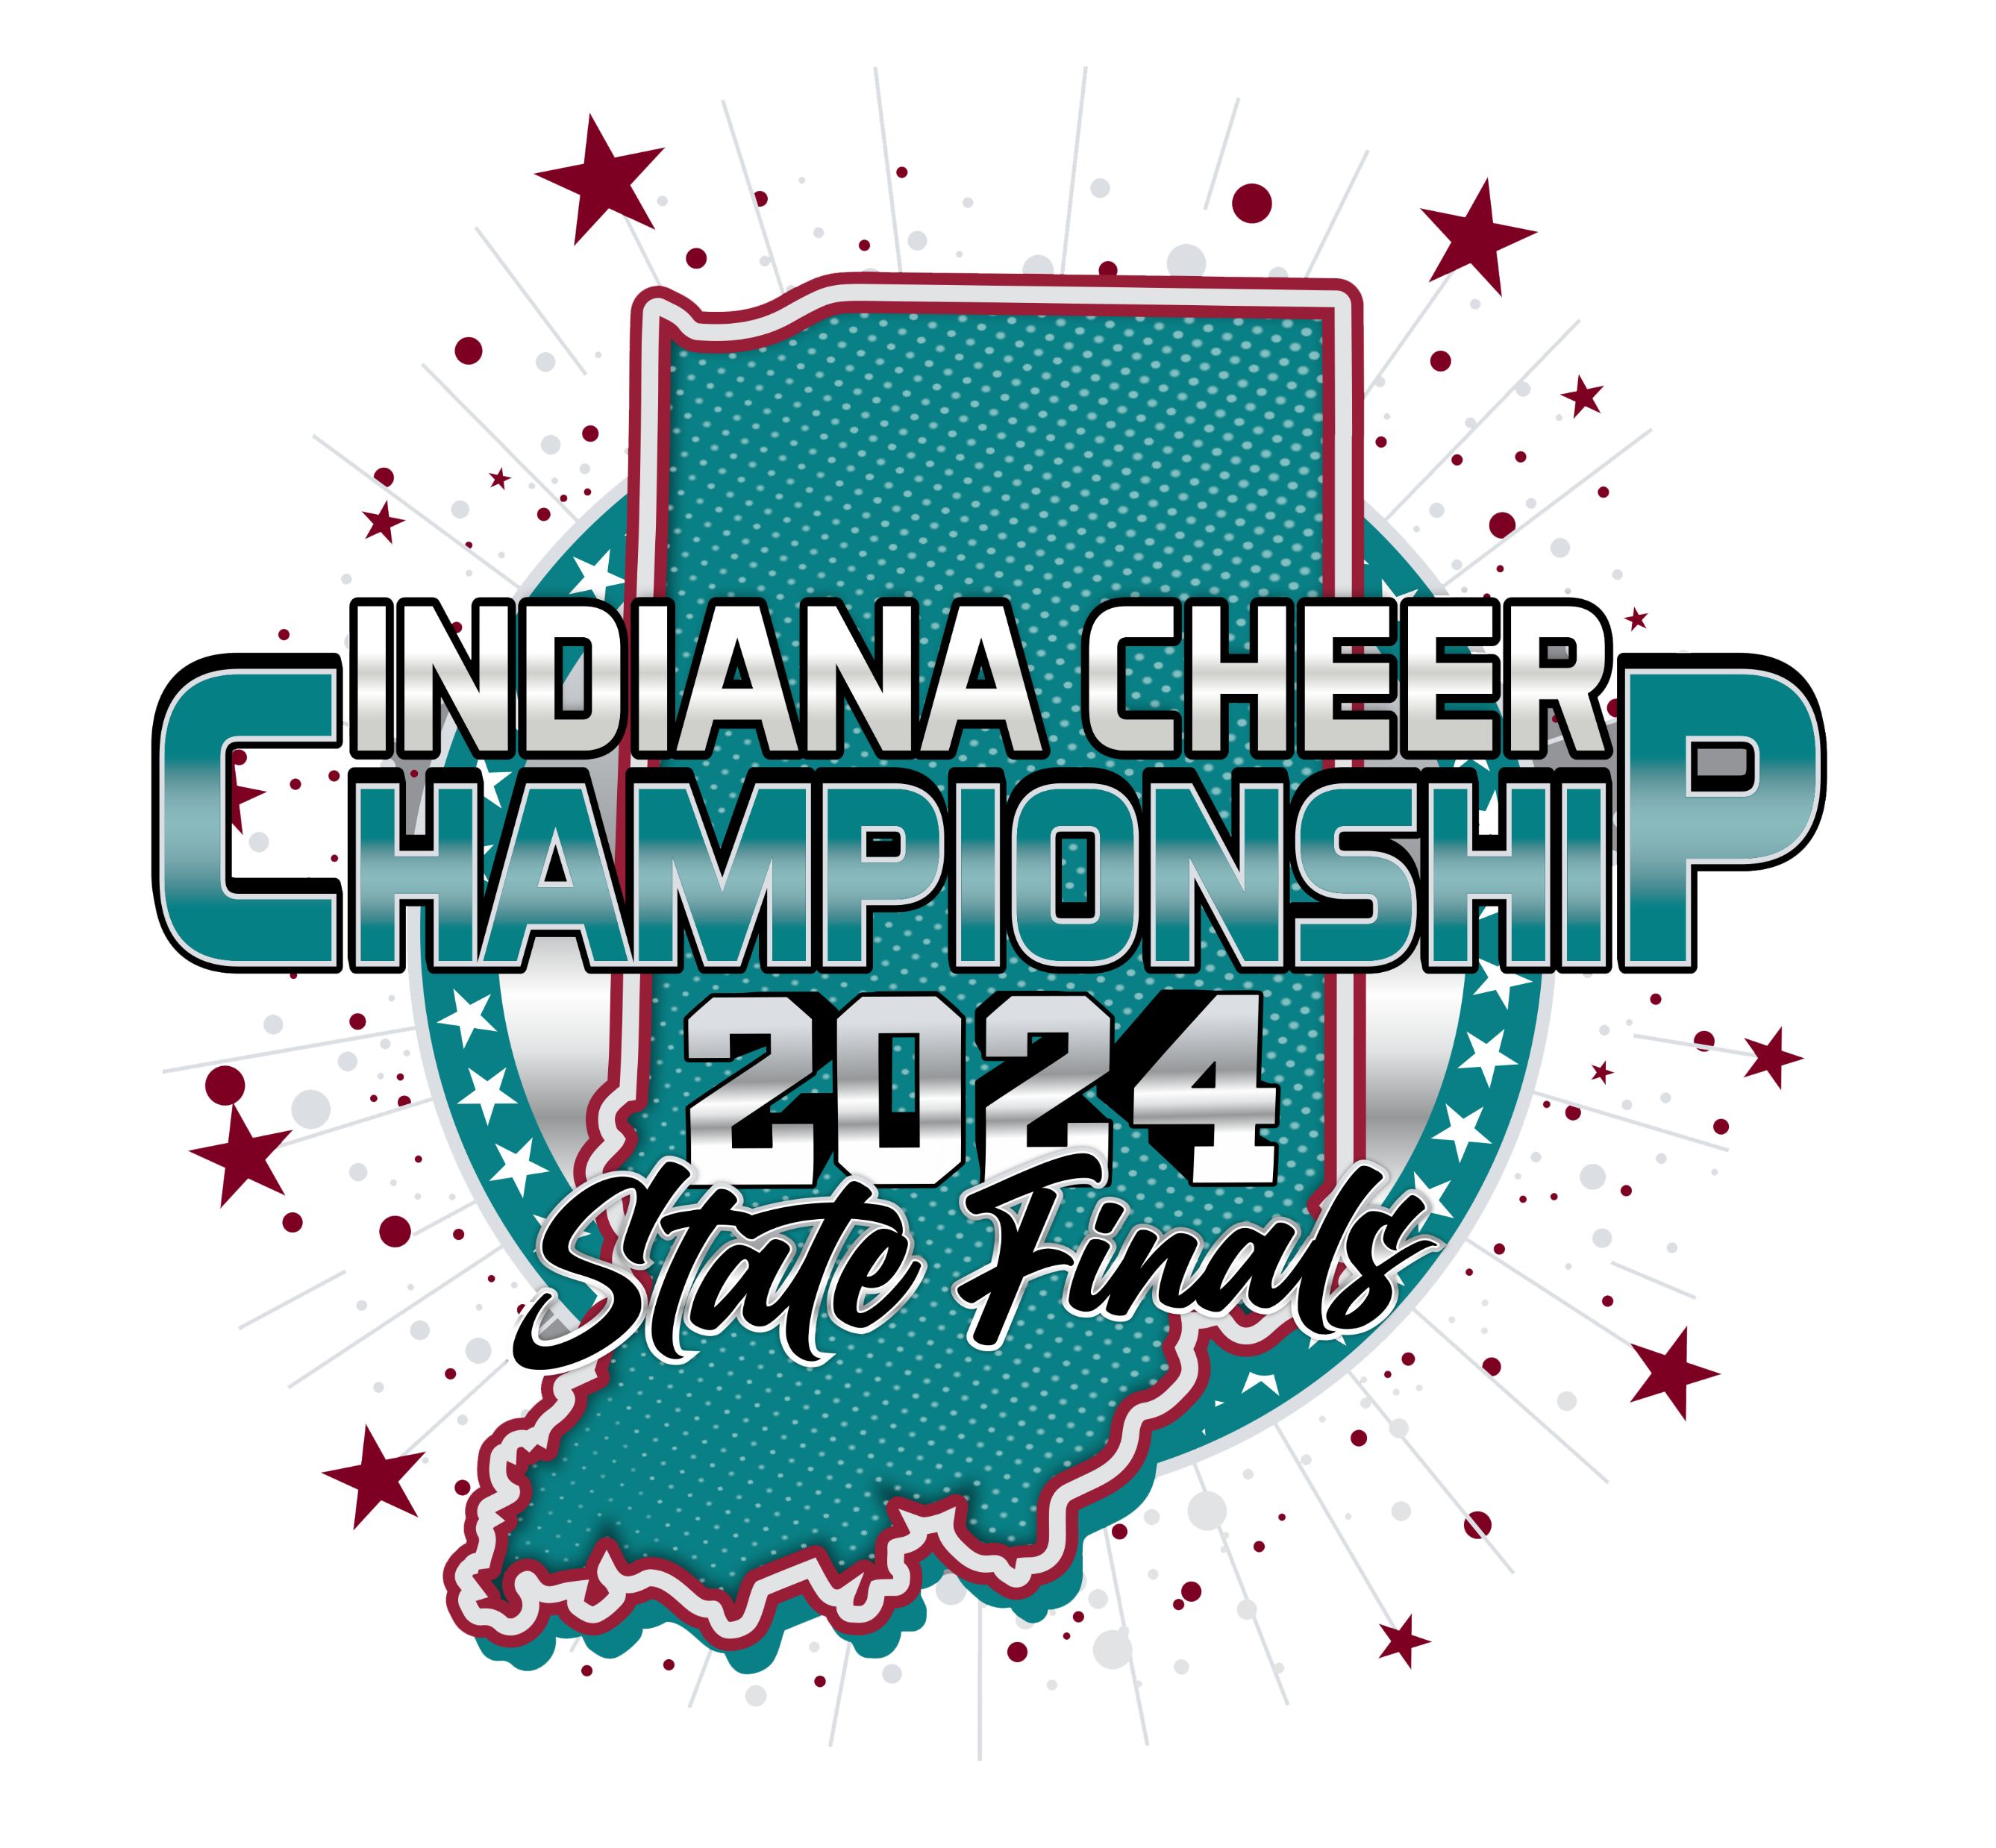 INDIANA CHEER
CHAMPIONSHIP
2024
State Finals